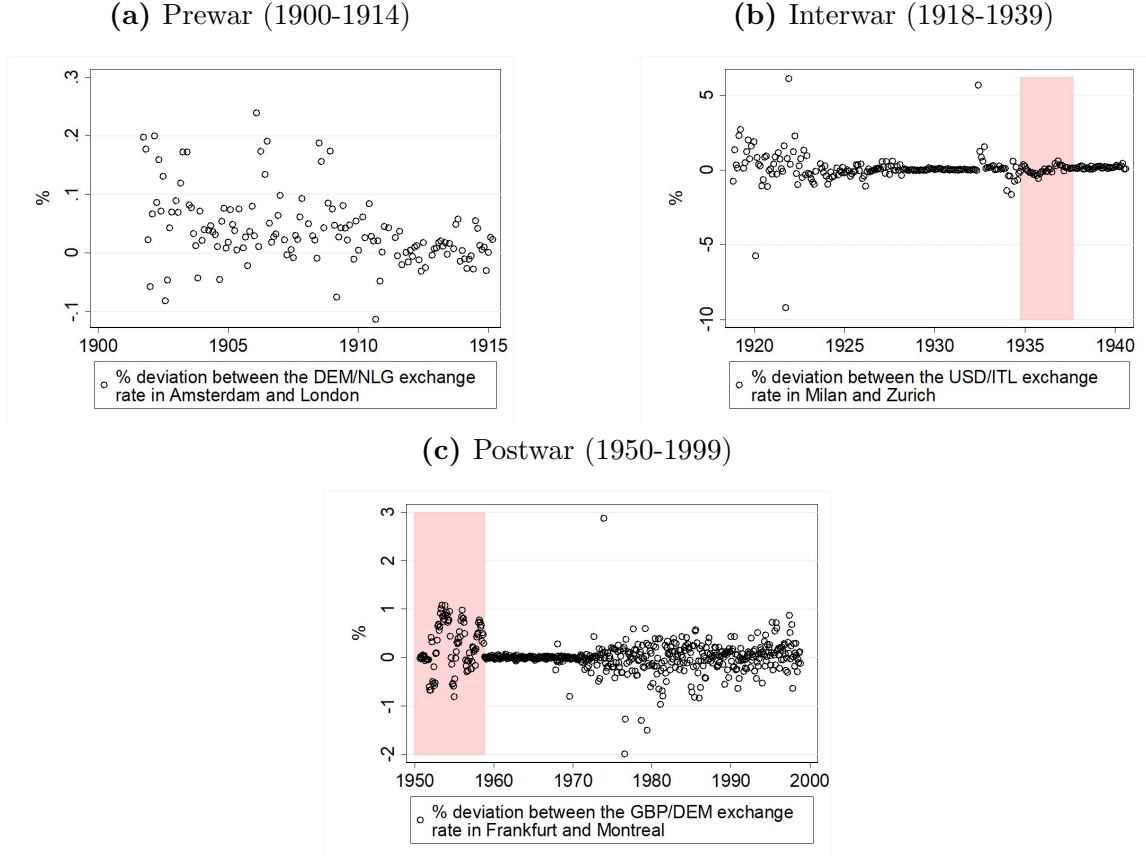 (a) Prewar (1900-1914)
.3
.2
.1
0
-.1
%
1900 1905 1910 1915
% deviation between the DEM/NLG exchange
rate in Amsterdam and London
(b) Interwar (1918-1939)
5
0
-5
-10
%
1920 1925 1930 1935 1940
% deviation between the USD/ITL exchange
rate in Milan and Zurich
(c) Postwar (1950-1999)
3
2
1
0
-1
-2
%
1950 1960 1970 1980 1990 2000
% deviation between the GBP/DEM exchange
rate in Frankfurt and Montreal